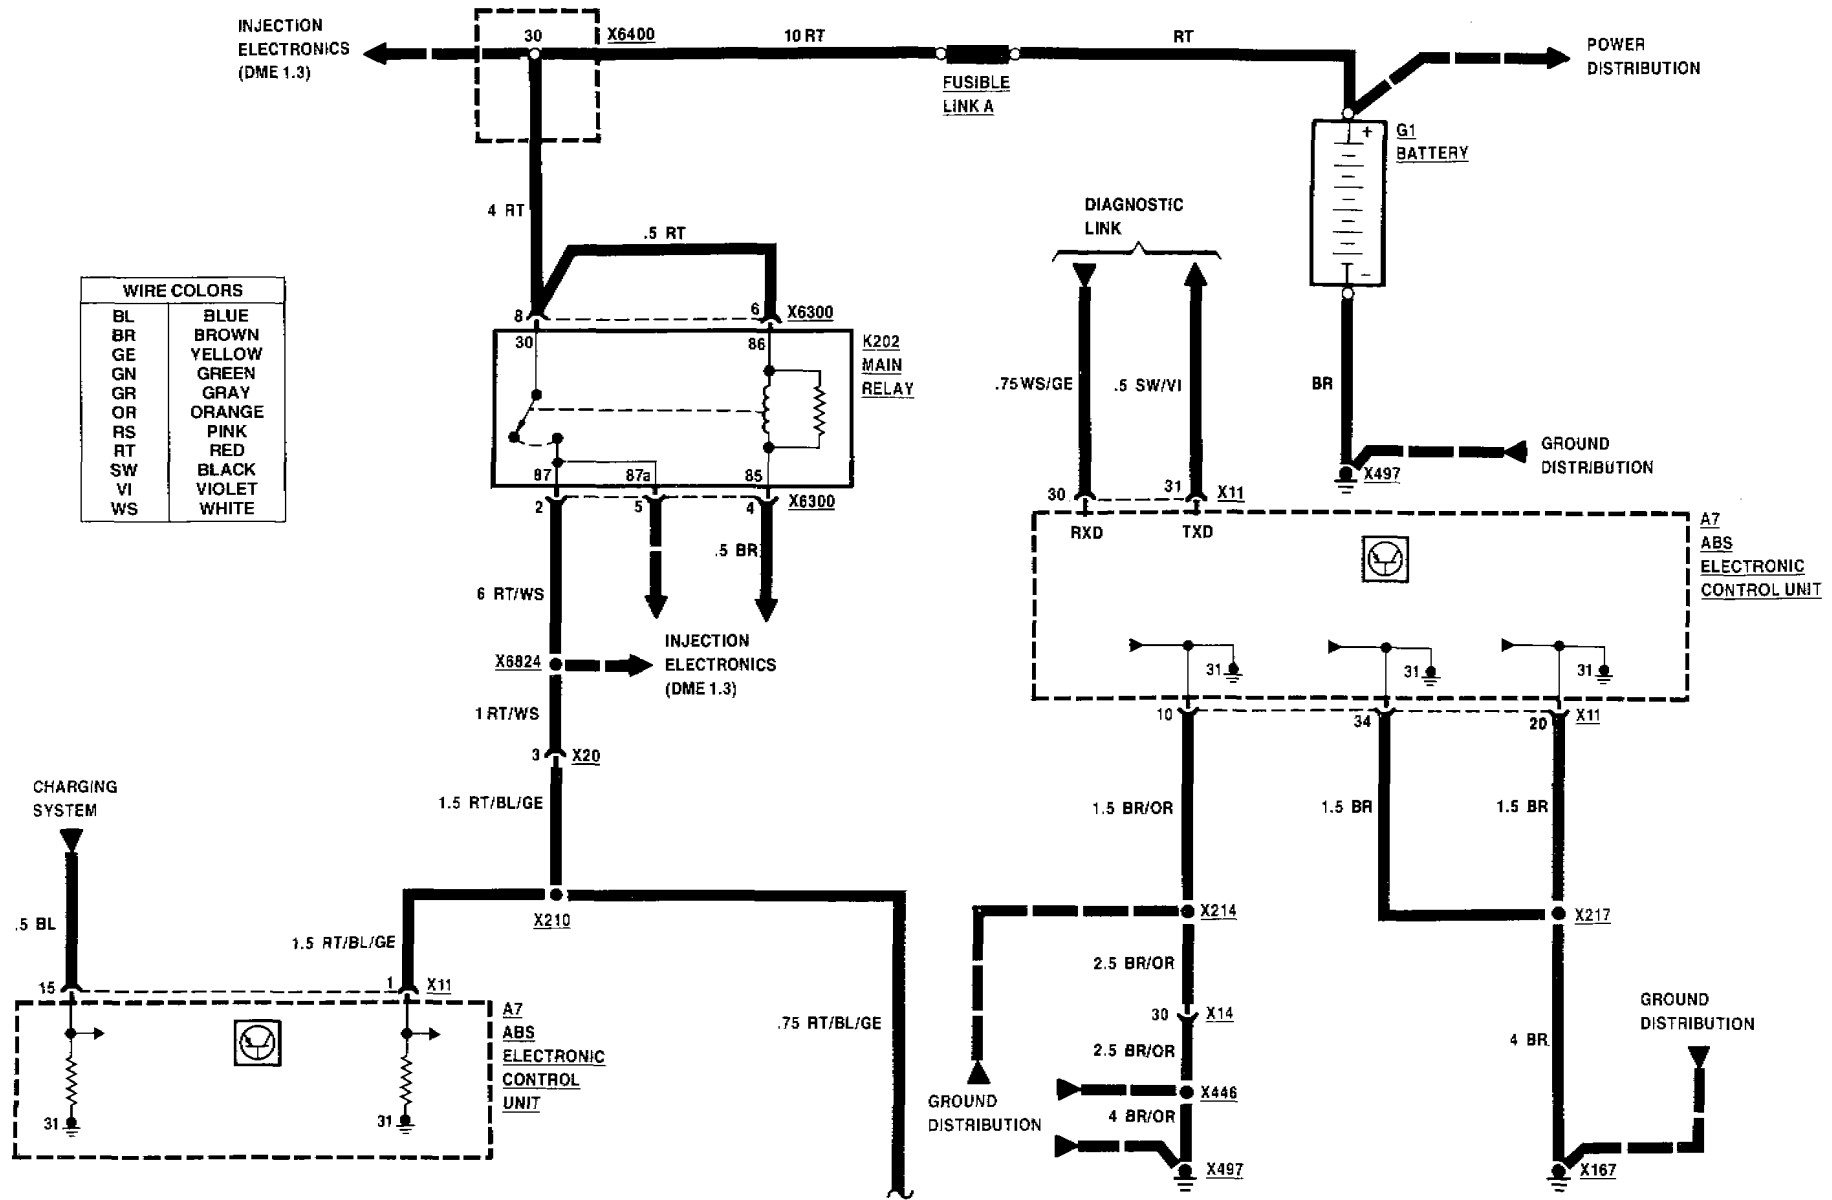 INJECTION
ELECTRONICS
(DME 1.3)
30
X6400
10 RT
FUSIBLE
LINK A
RT
POWER
DISTRIBUTION
+
G1
BATTERY
–
4 RT
.5 RT
DIAGNOSTIC
LINK
WIRE COLORS
BL BLUE
BR BROWN
GE YELLOW
GN GREEN
GR GRAY
OR ORANGE
RS PINK
RT RED
SW BLACK
VI VIOLET
WS WHITE
8
6
X6300
30
86
K202
MAIN
RELAY
87
87a
85
2
5
4
X6300
.75 WS/GE
.5 SW/VI
BR
GROUND
DISTRIBUTION
X497
30
31
X11
RXD
TXD
A7
ABS
ELECTRONIC
CONTROL UNIT
.5 BR
6 RT/WS
INJECTION
ELECTRONICS
(DME 1.3)
X6824
31
31
31
1 RT/WS
10
34
20
X11
3
X20
CHARGING
SYSTEM
1.5 RT/BL/GE
1.5 BR/OR
1.5 BR
1.5 BR
X210
X214
X217
.5 BL
1.5 RT/BL/GE
2.5 BR/OR
15
1
X11
A7
ABS
ELECTRONIC
CONTROL
UNIT
31
31
.75 RT/BL/GE
30
X14
2.5 BR/OR
4 BR
GROUND
DISTRIBUTION
X446
GROUND
DISTRIBUTION
4 BR/OR
X497
X167